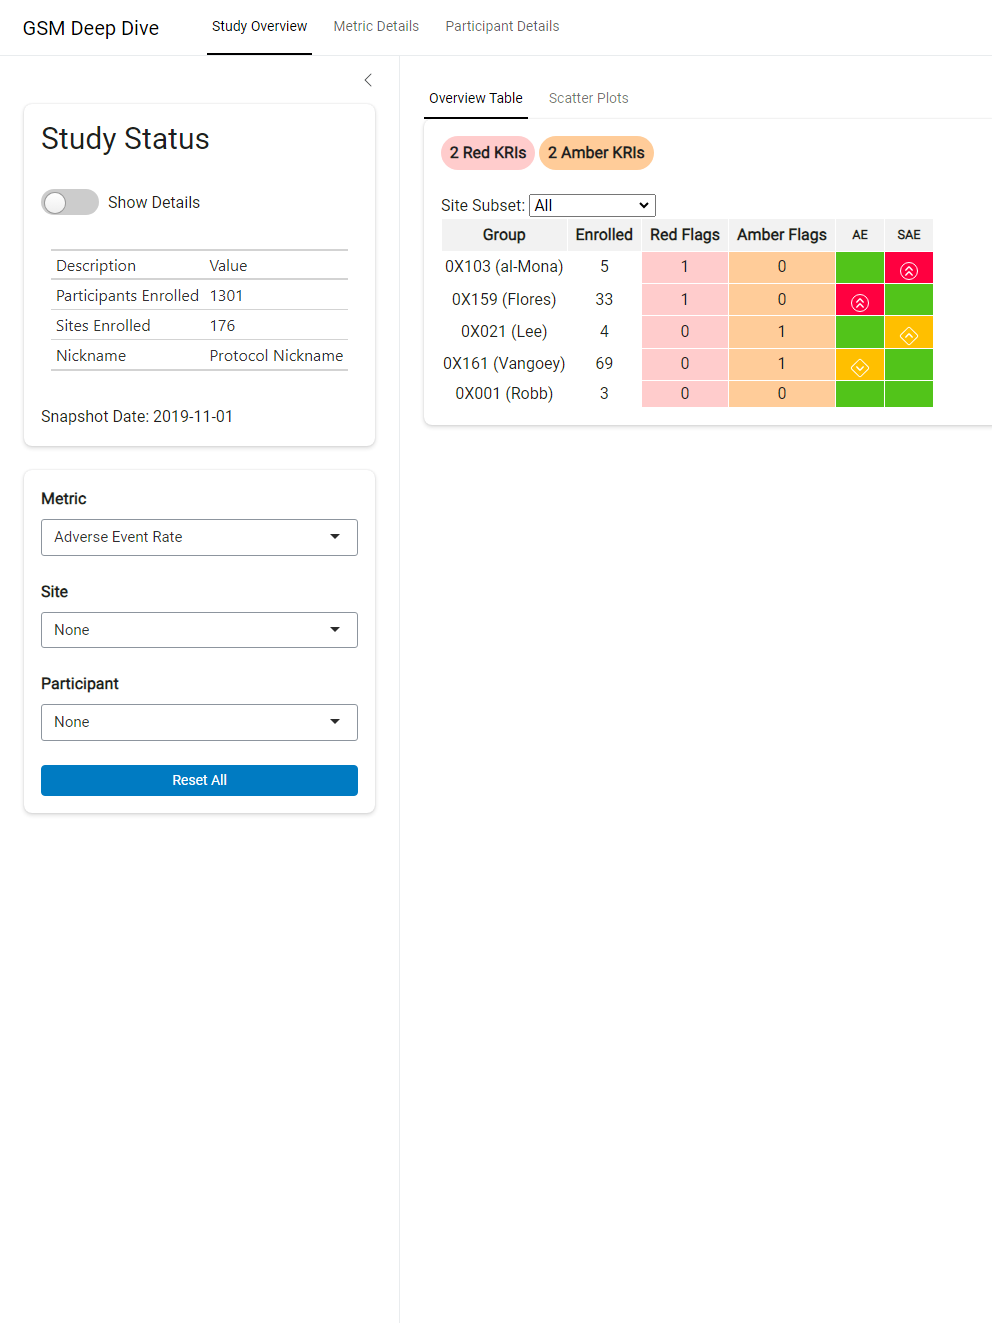 GSM Deep Dive Study Overview Metric Details Participant Details
Study Status
Show Details
Description Value
Participants Enrolled 1301
Sites Enrolled 176
Nickname Protocol Nickname
Snapshot Date: 2019-11-01
Metric
Adverse Event Rate
Site
None
Participant
None
Reset All
Overview Table Scatter Plots
2 Red KRIs 2 Amber KRIs
Site Subset: All
Group Enrolled Red Flags Amber Flags AE SAE
0X103 (al-Mona) 5 1 0
0X159 (Flores) 33 1 0
0X021 (Lee) 4 0 1
0X161 (Vangoey) 69 0 1
0X001 (Robb) 3 0 0